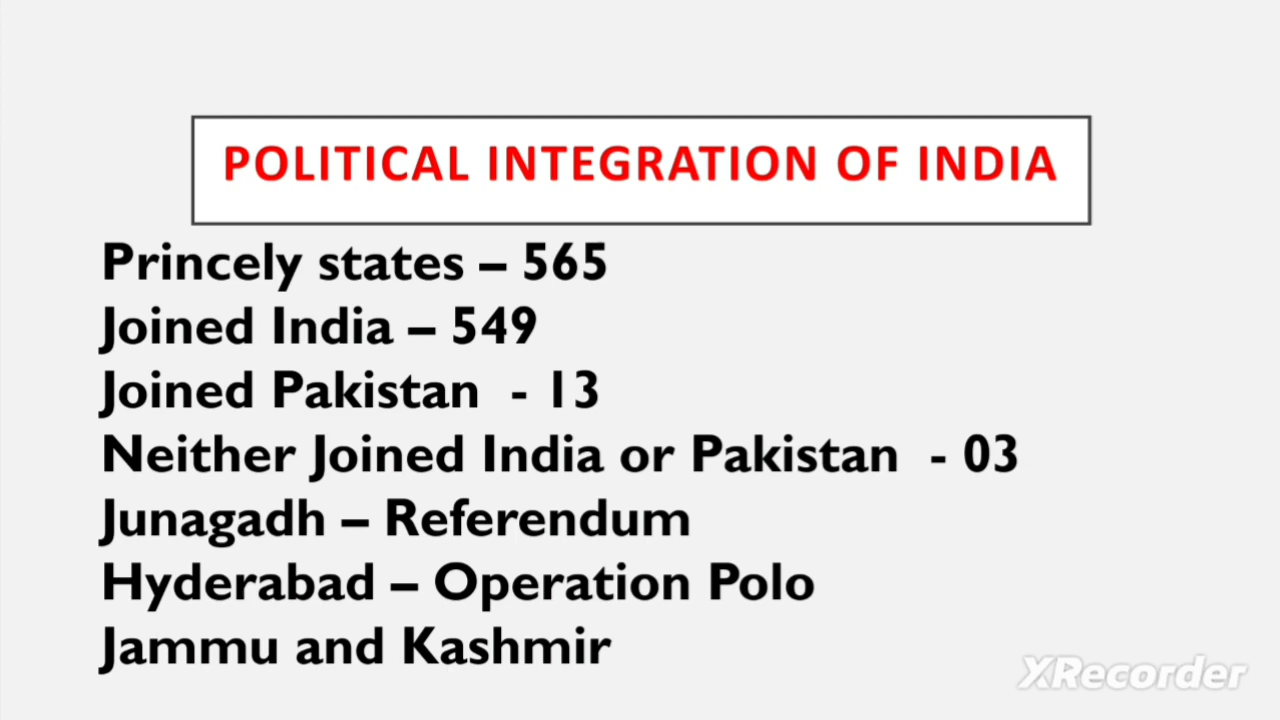 POLITICAL INTEGRATION OF INDIA
Princely states – 565
Joined India – 549
Joined Pakistan - 13
Neither Joined India or Pakistan - 03
Junagadh – Referendum
Hyderabad – Operation Polo
Jammu and Kashmir
XRecorder